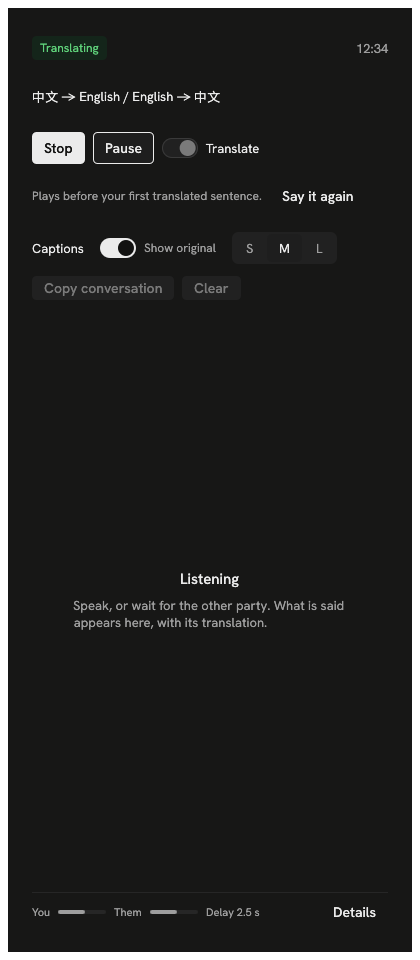 Translating
12:34
中文 → English / English → 中文
Stop Pause Translate
Plays before your first translated sentence. Say it again
Captions Show original S M L
Copy conversation Clear
Listening
Speak, or wait for the other party. What is said
appears here, with its translation.
You Them Delay 2.5 s Details